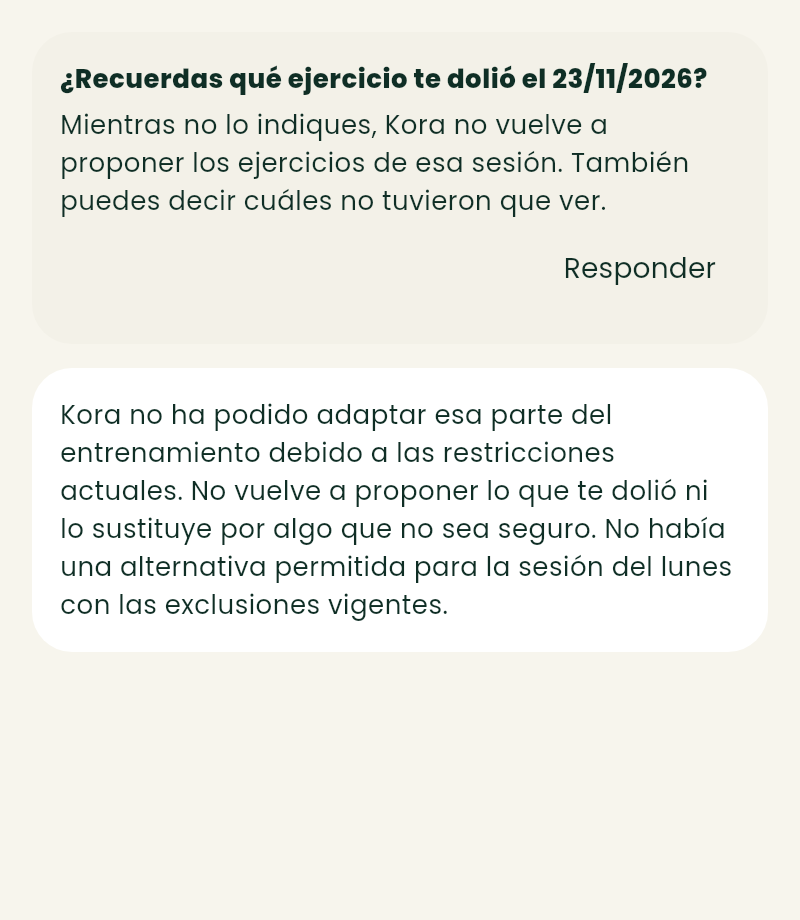 ¿Recuerdas qué ejercicio te dolió el 23/11/2026?
Mientras no lo indiques, Kora no vuelve a
proponer los ejercicios de esa sesión. También
puedes decir cuáles no tuvieron que ver.
Responder
Kora no ha podido adaptar esa parte del
entrenamiento debido a las restricciones
actuales. No vuelve a proponer lo que te dolió ni
lo sustituye por algo que no sea seguro. No había
una alternativa permitida para la sesión del lunes
con las exclusiones vigentes.